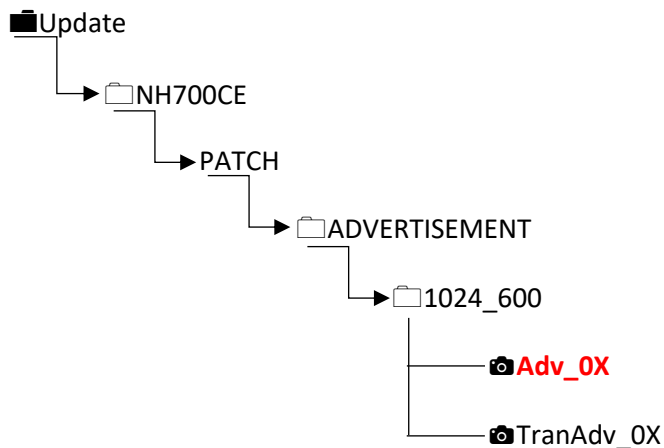 Update
NH700CE
PATCH
ADVERTISEMENT
1024_600
Adv_0X
TranAdv_0X